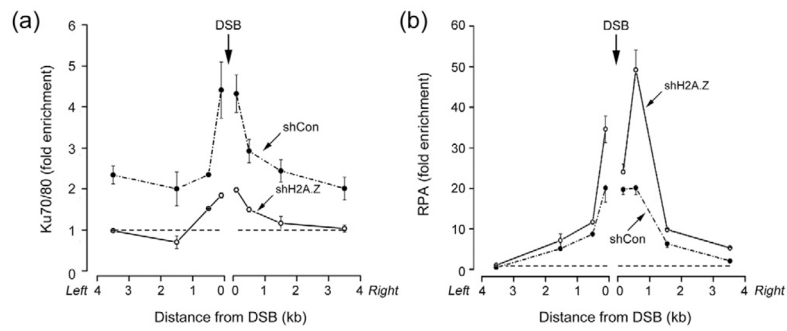 (a)
DSB
Ku70/80 (fold enrichment)
6
5
4
3
2
1
0
shCon
shH2A.Z
Left 4 3 2 1 0 0 1 2 3 4 Right
Distance from DSB (kb)
(b)
DSB
RPA (fold enrichment)
60
50
40
30
20
10
0
shH2A.Z
shCon
Left 4 3 2 1 0 0 1 2 3 4 Right
Distance from DSB (kb)